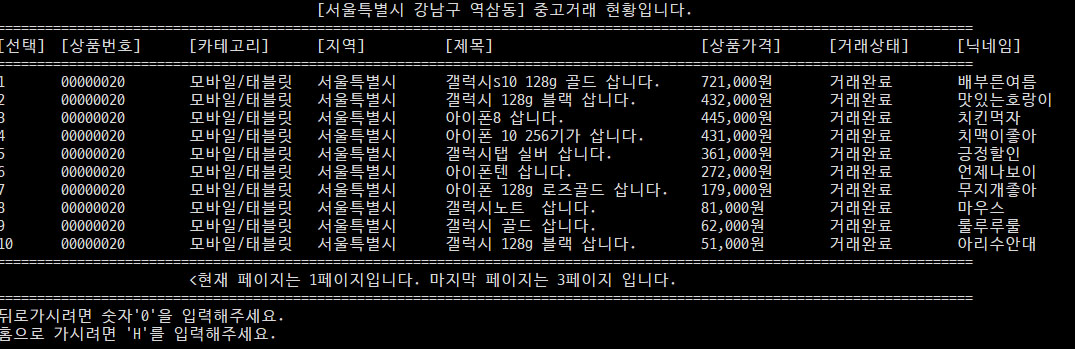 [서울특별시 강남구 역삼동] 중고거래 현황입니다.
[선택] [상품번호] [카테고리] [지역] [제목] [상품가격] [거래상태] [닉네임]
1 00000020 모바일/태블릿 서울특별시 갤럭시s10 128g 골드 삽니다. 721,000원 거래완료 배부른여름
2 00000020 모바일/태블릿 서울특별시 갤럭시 128g 블랙 삽니다. 432,000원 거래완료 맛있는호랑이
3 00000020 모바일/태블릿 서울특별시 아이폰8 삽니다. 445,000원 거래완료 치킨먹자
4 00000020 모바일/태블릿 서울특별시 아이폰 10 256기가 삽니다. 431,000원 거래완료 치맥이좋아
5 00000020 모바일/태블릿 서울특별시 갤럭시탭 실버 삽니다. 361,000원 거래완료 긍정할인
6 00000020 모바일/태블릿 서울특별시 아이폰텐 삽니다. 272,000원 거래완료 언제나보이
7 00000020 모바일/태블릿 서울특별시 아이폰 128g 로즈골드 삽니다. 179,000원 거래완료 무지개좋아
8 00000020 모바일/태블릿 서울특별시 갤럭시노트 삽니다. 81,000원 거래완료 마우스
9 00000020 모바일/태블릿 서울특별시 갤럭시 골드 삽니다. 62,000원 거래완료 룰루루룰
10 00000020 모바일/태블릿 서울특별시 갤럭시 128g 블랙 삽니다. 51,000원 거래완료 아리수안대
<현재 페이지는 1페이지입니다. 마지막 페이지는 3페이지 입니다.
뒤로가시려면 숫자'0'을 입력해주세요.
홈으로 가시려면 'H'를 입력해주세요.